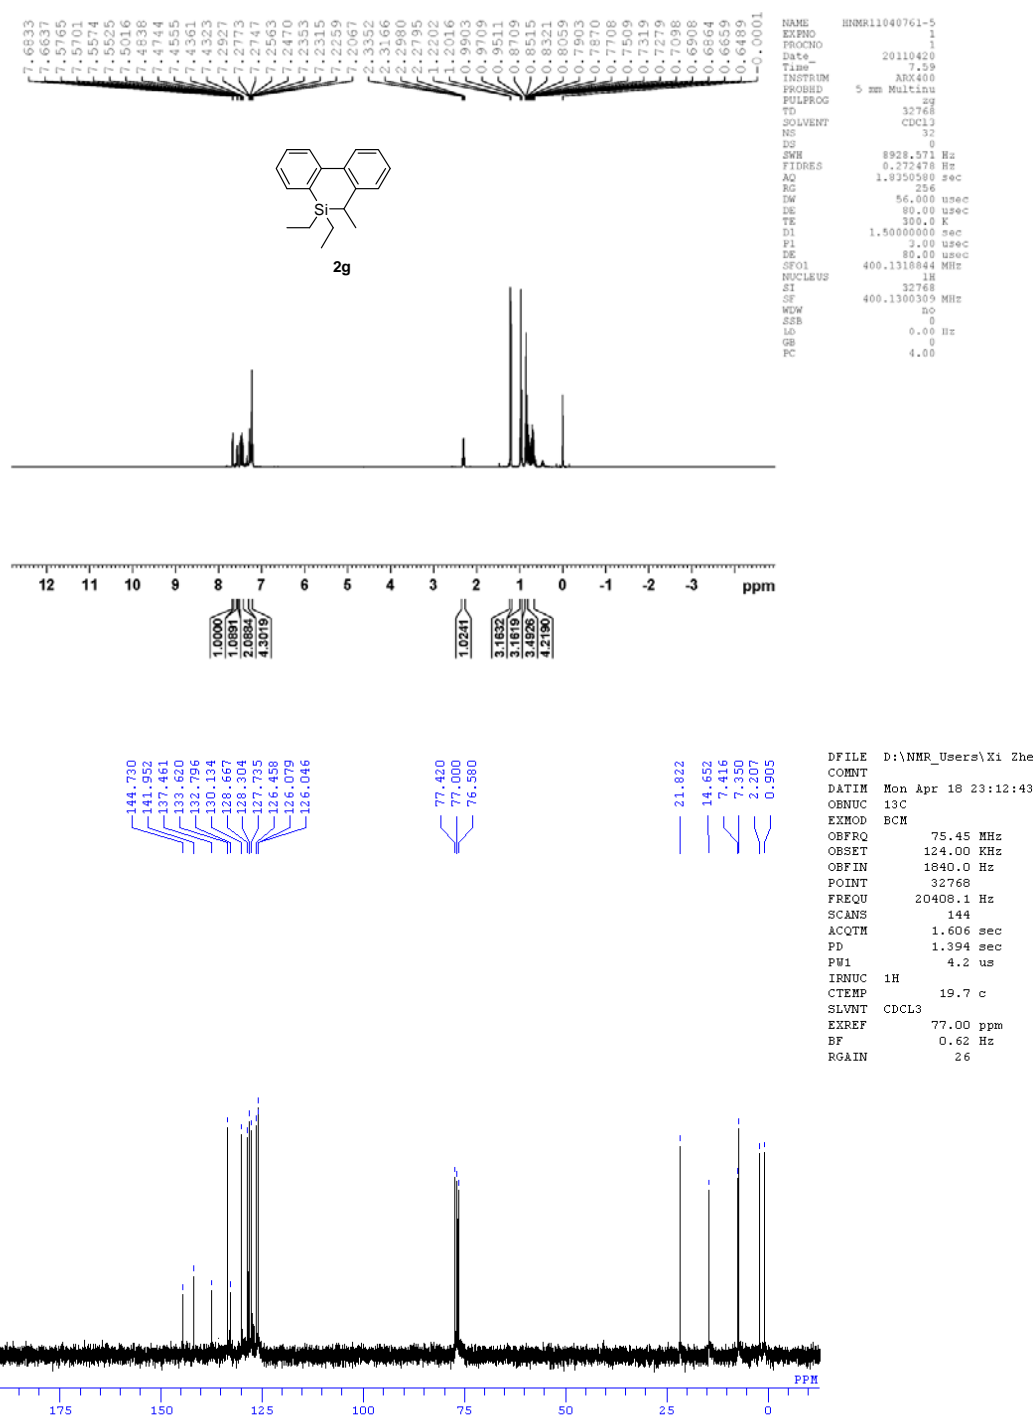 7.6833
7.6637
7.5765
7.5701
7.5574
7.5525
7.5016
7.4838
7.4744
7.4555
7.4361
7.4323
7.2927
7.2773
7.2747
7.2563
7.2470
7.2353
7.2315
7.2259
7.2067
2.3352
2.3166
2.2980
2.2795
1.2202
1.2016
0.9903
0.9709
0.9511
0.8709
0.8515
0.8321
0.8059
0.7903
0.7870
0.7708
0.7509
0.7319
0.7279
0.7098
0.6908
0.6864
0.6659
0.6489
-0.0001
NAME HNMR11040761-5
EXPNO 1
PROCNO 1
Date_ 20110420
Time 7.59
INSTRUM ARX400
PROBHD 5 mm Multinu
PULPROG zg
TD 32768
SOLVENT CDCl3
NS 32
DS 0
SWH 8928.571 Hz
FIDRES 0.272478 Hz
AQ 1.8350580 sec
RG 256
DW 56.000 usec
DE 80.00 usec
TE 300.0 K
D1 1.50000000 sec
P1 3.00 usec
DE 80.00 usec
SFO1 400.1318844 MHz
NUCLEUS 1H
SI 32768
SF 400.1300309 MHz
WDW no
SSB 0
LB 0.00 Hz
GB 0
PC 4.00
Si
2g
12 11 10 9 8 7 6 5 4 3 2 1 0 -1 -2 -3 ppm
1.0000
1.0891
2.0884
4.3019
1.0241
3.1632
3.1619
3.4926
4.2190
144.730
141.952
137.461
133.620
132.796
130.134
128.667
128.304
127.735
126.458
126.079
126.046
77.420
77.000
76.580
21.822
14.652
7.416
7.350
2.207
0.905
DFILE D:\NMR_Users\Xi Zhe
COMNT
DATIM Mon Apr 18 23:12:43
OBNUC 13C
EXMOD BCM
OBFRQ 75.45 MHz
OBSET 124.00 KHz
OBFIN 1840.0 Hz
POINT 32768
FREQU 20408.1 Hz
SCANS 144
ACQTM 1.606 sec
PD 1.394 sec
PW1 4.2 us
IRNUC 1H
CTEMP 19.7 c
SLVNT CDCL3
EXREF 77.00 ppm
BF 0.62 Hz
RGAIN 26
PPM
175 150 125 100 75 50 25 0